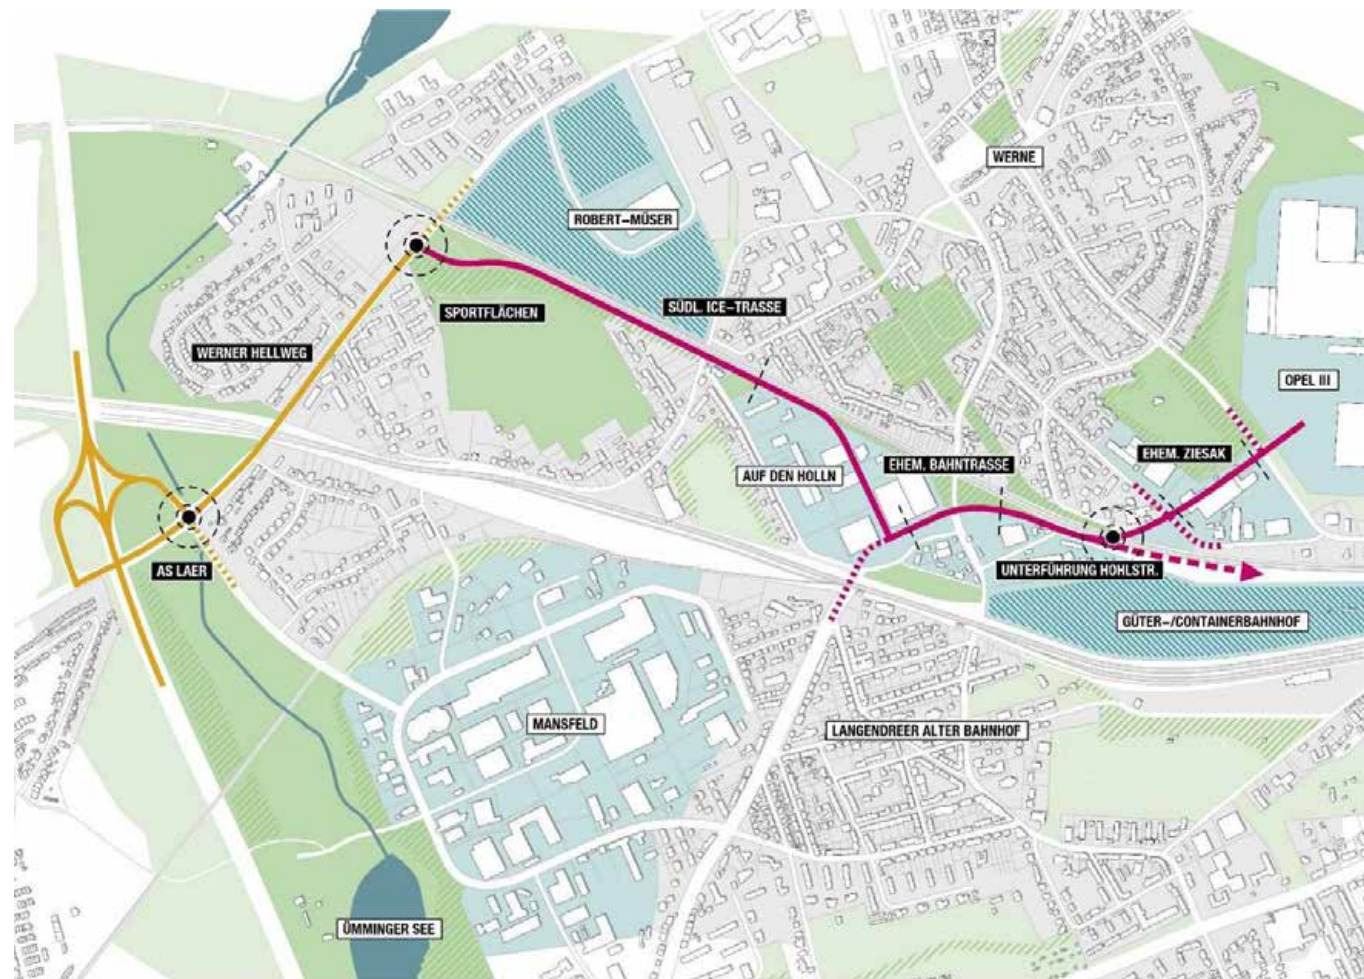 WERNE
ROBERT-MÜSER
SÜDL. ICE-TRASSE
SPORTFLÄCHEN
WERNER HELLWEG
OPEL III
EHEM. ZIESAK
EHEM. BAHNTRASSE
AUF DEN HOLLN
AS LAER
UNTERFÜHRUNG HOHLSTR.
GÜTER-/CONTAINERBAHNHOF
MANSFELD
LANGENDREER ALTER BAHNHOF
ÜMMINGER SEE